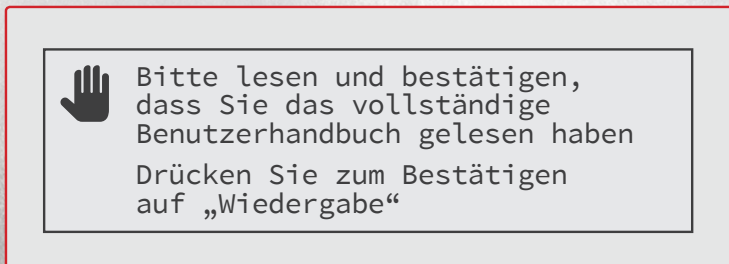 Bitte lesen und bestätigen,
dass Sie das vollständige
Benutzerhandbuch gelesen haben
Drücken Sie zum Bestätigen
auf „Wiedergabe“